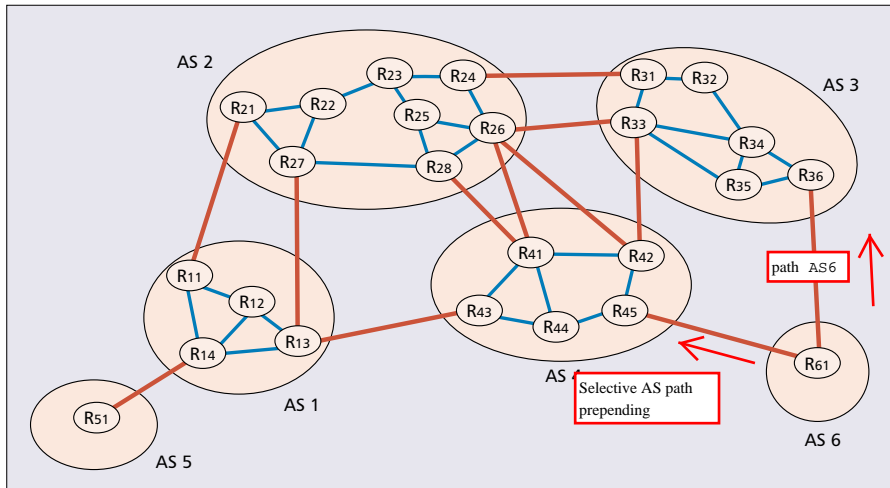 AS 2
R23
R24
R31
R32
AS 3
R21
R22
R25
R26
R33
R34
R27
R28
R35
R36
R41
R42
path AS6
R11
R12
R43
R44
R45
R13
R14
R61
AS 4
Selective AS path
prepending
AS 1
R51
AS 5
AS 6